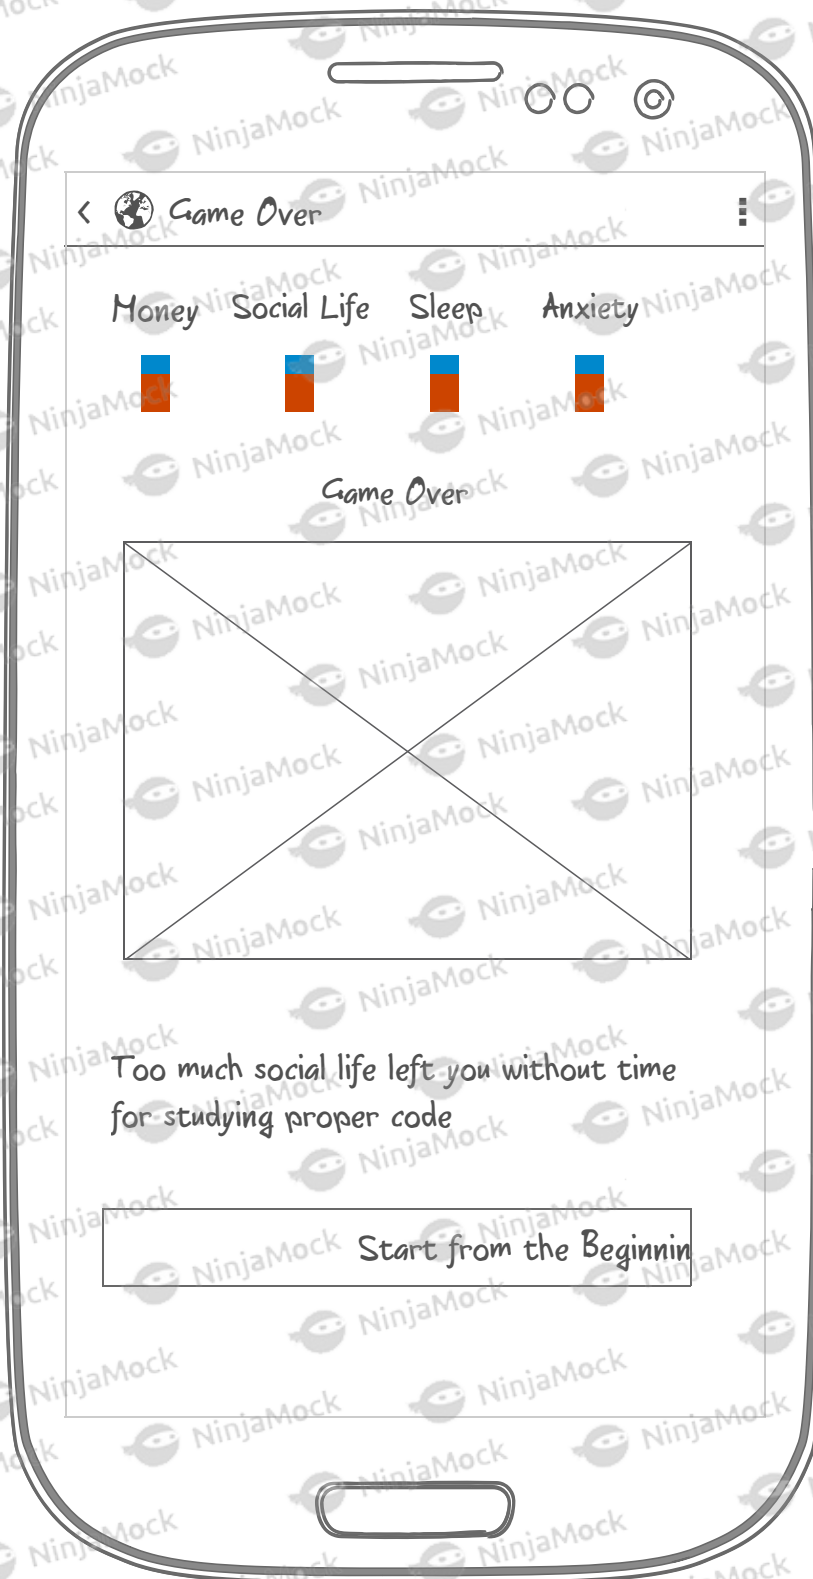 Game Over
Money Social Life Sleep Anxiety
Game Over
Too much social life left you without time
for studying proper code
Start from the Beginnin
NinjaMock